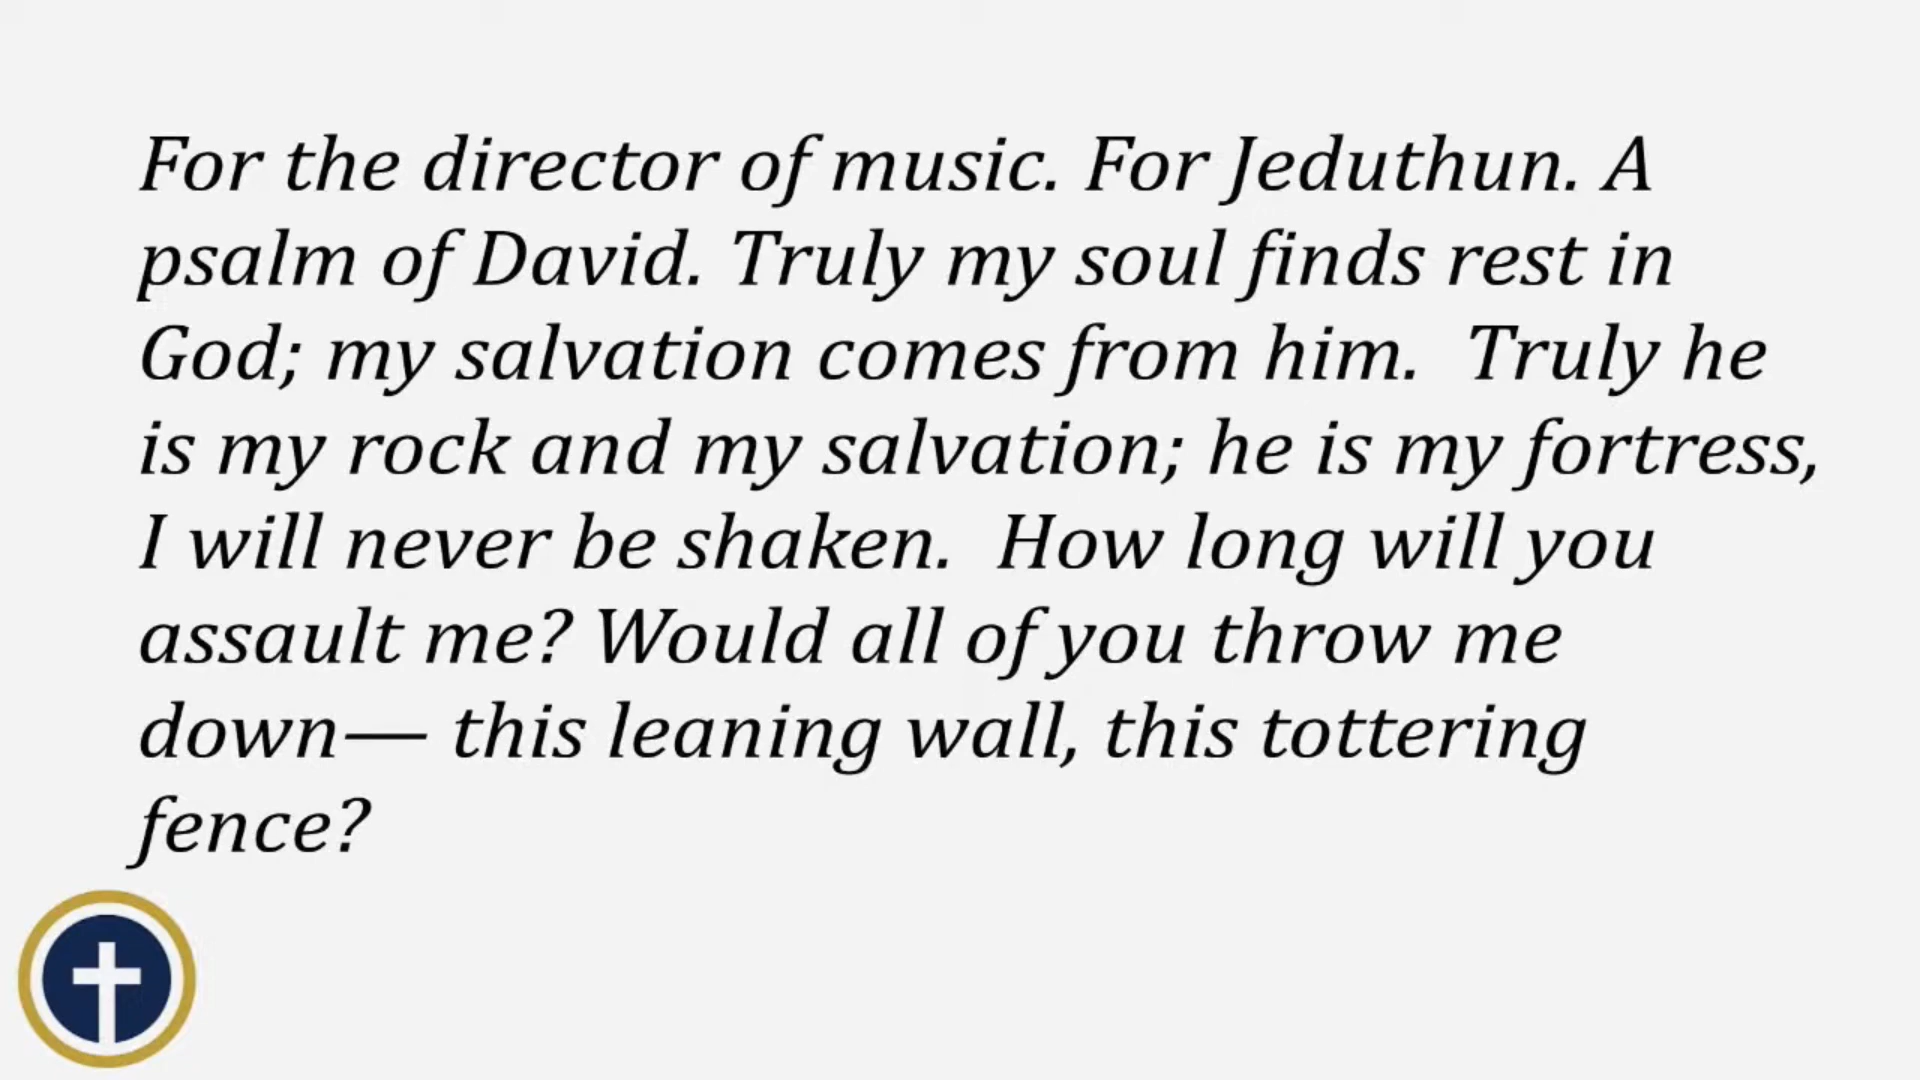 For the director of music. For Jeduthun. A
psalm of David. Truly my soul finds rest in
God; my salvation comes from him. Truly he
is my rock and my salvation; he is my fortress,
I will never be shaken. How long will you
assault me? Would all of you throw me
down— this leaning wall, this tottering
fence?